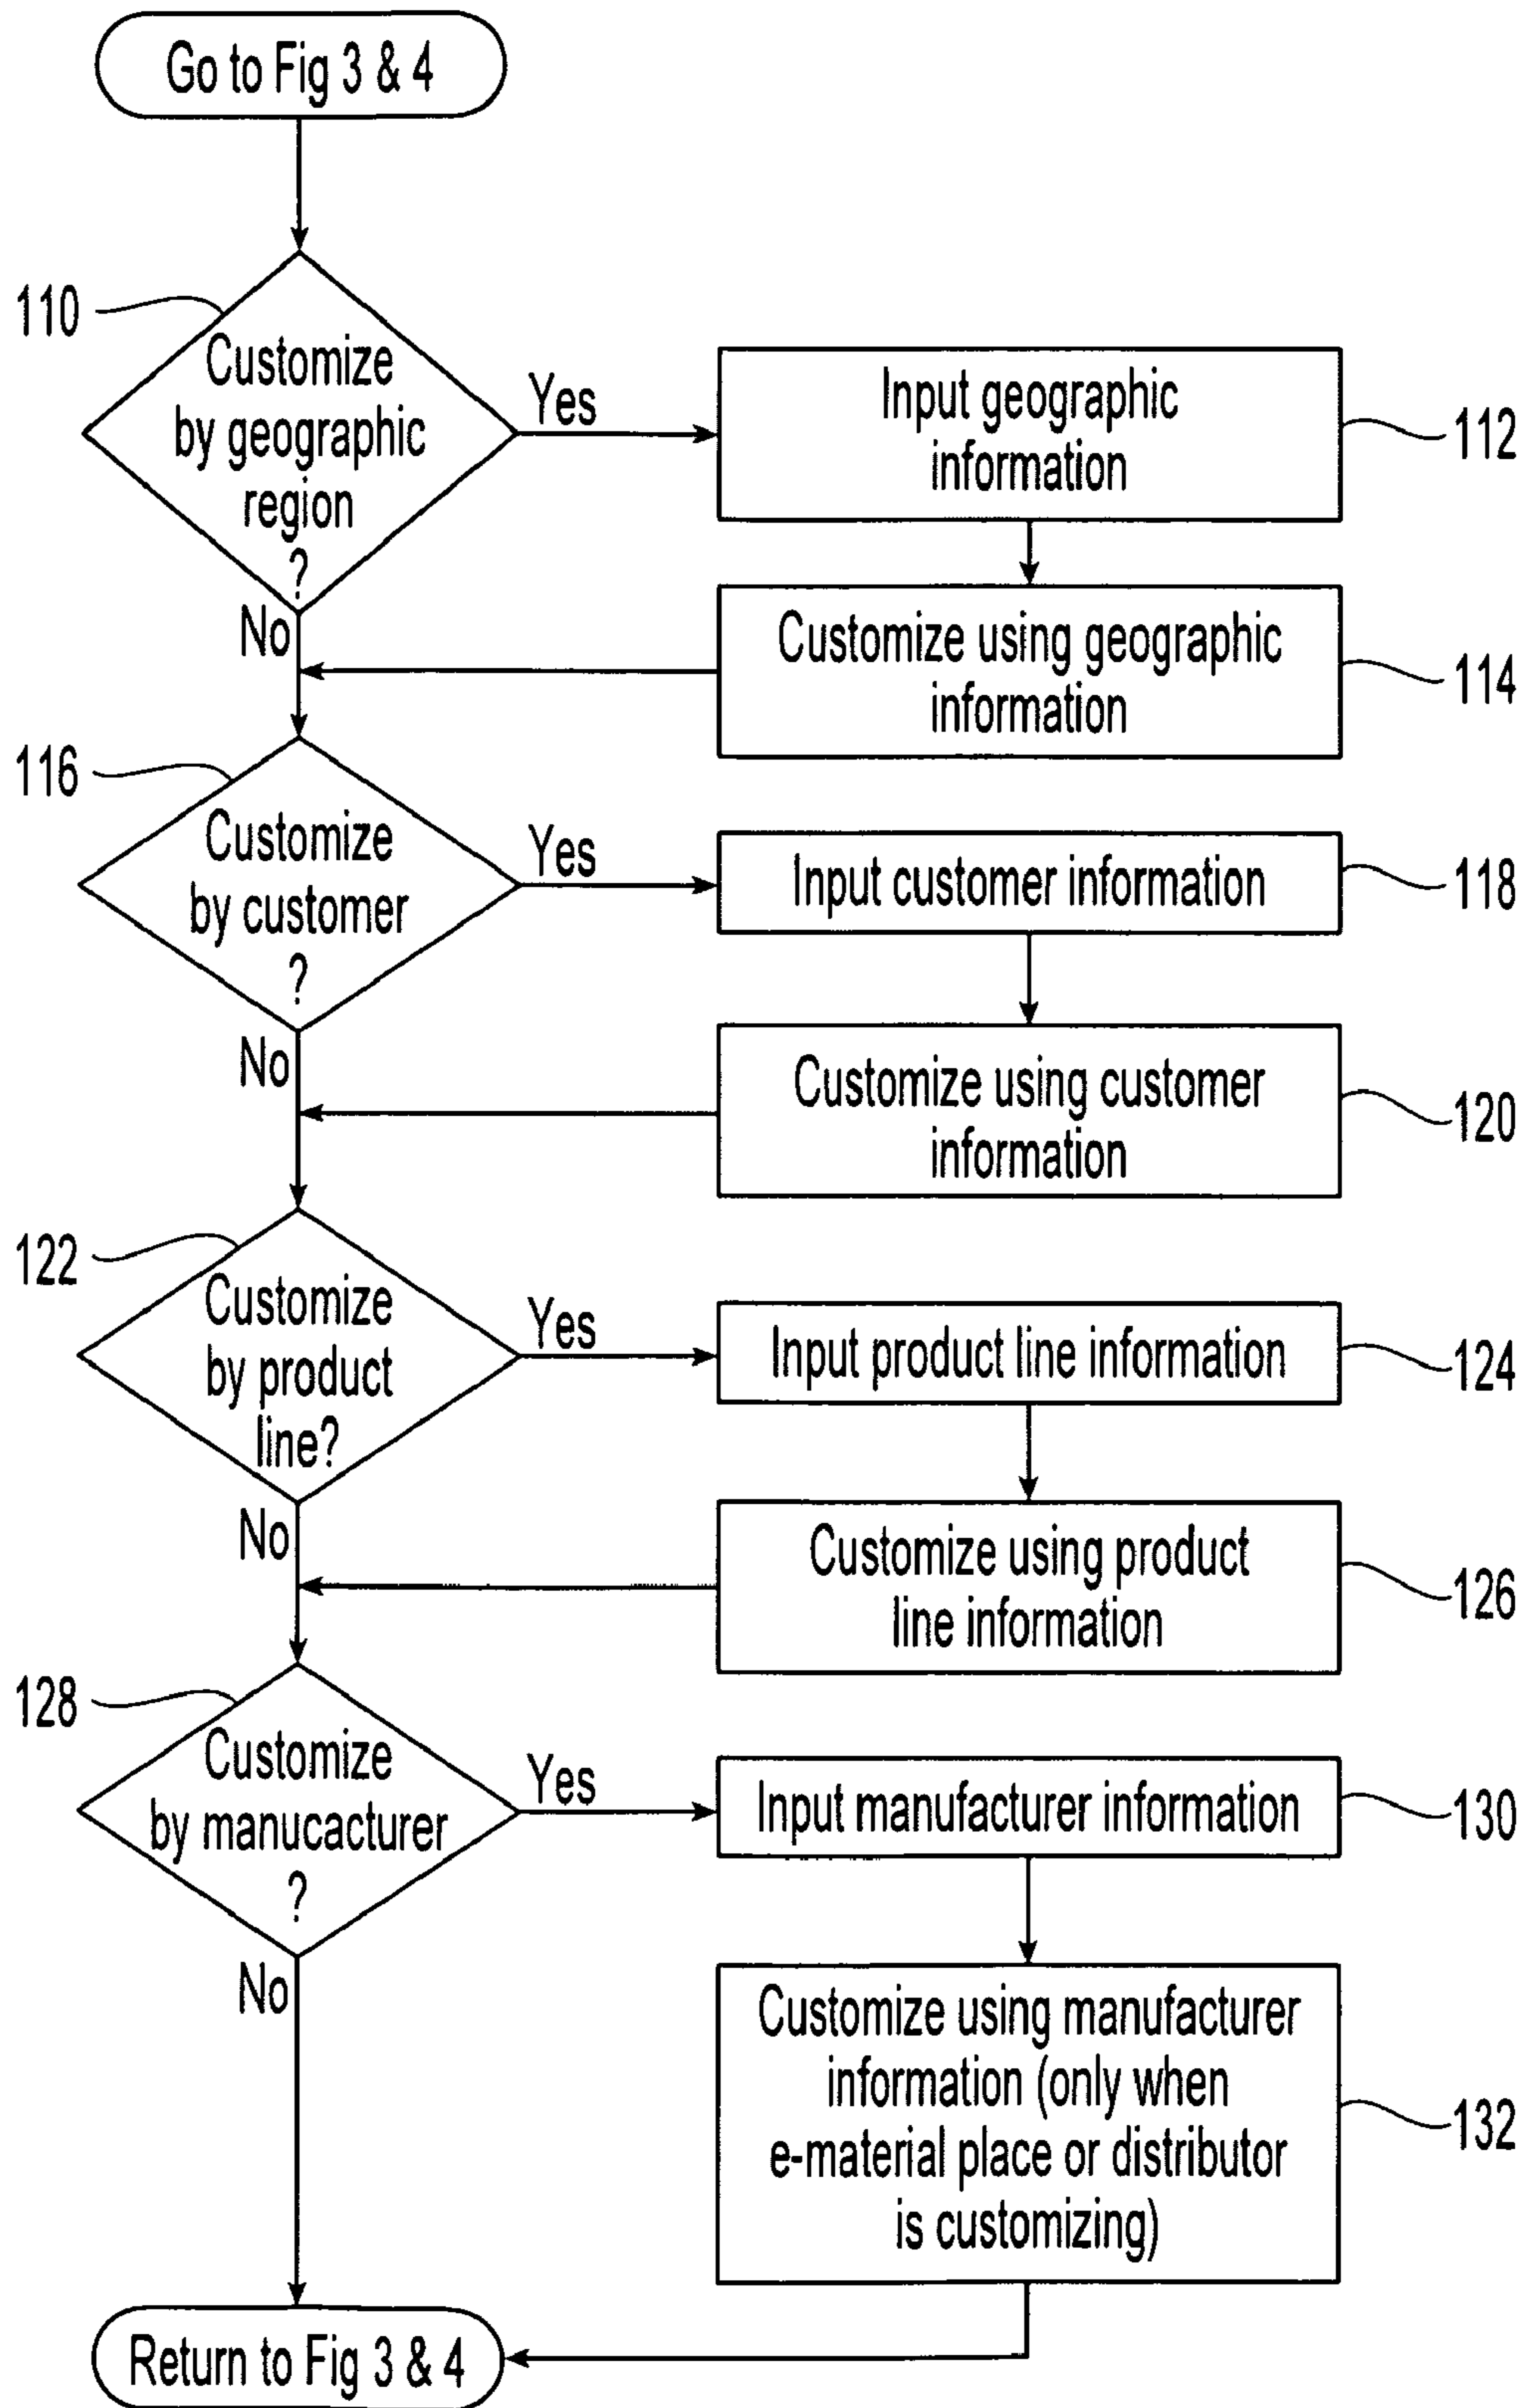 Go to Fig 3 & 4
110
Customize
by geographic
region
?
Yes
Input geographic
information
112
No
Customize using geographic
information
114
116
Customize
by customer
?
Yes
Input customer information
118
No
Customize using customer
information
120
122
Customize
by product
line?
Yes
Input product line information
124
No
Customize using product
line information
126
128
Customize
by manucacturer
?
Yes
Input manufacturer information
130
No
Customize using manufacturer
information (only when
e-material place or distributor
is customizing)
132
Return to Fig 3 & 4